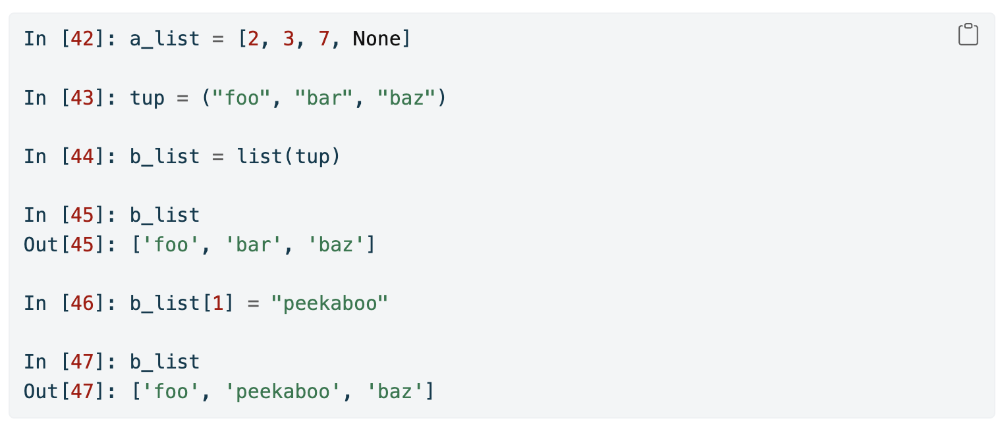 In [42]: a_list = [2, 3, 7, None]
In [43]: tup = ("foo", "bar", "baz")
In [44]: b_list = list(tup)
In [45]: b_list
Out[45]: ['foo', 'bar', 'baz']
In [46]: b_list[1] = "peekaboo"
In [47]: b_list
Out[47]: ['foo', 'peekaboo', 'baz']